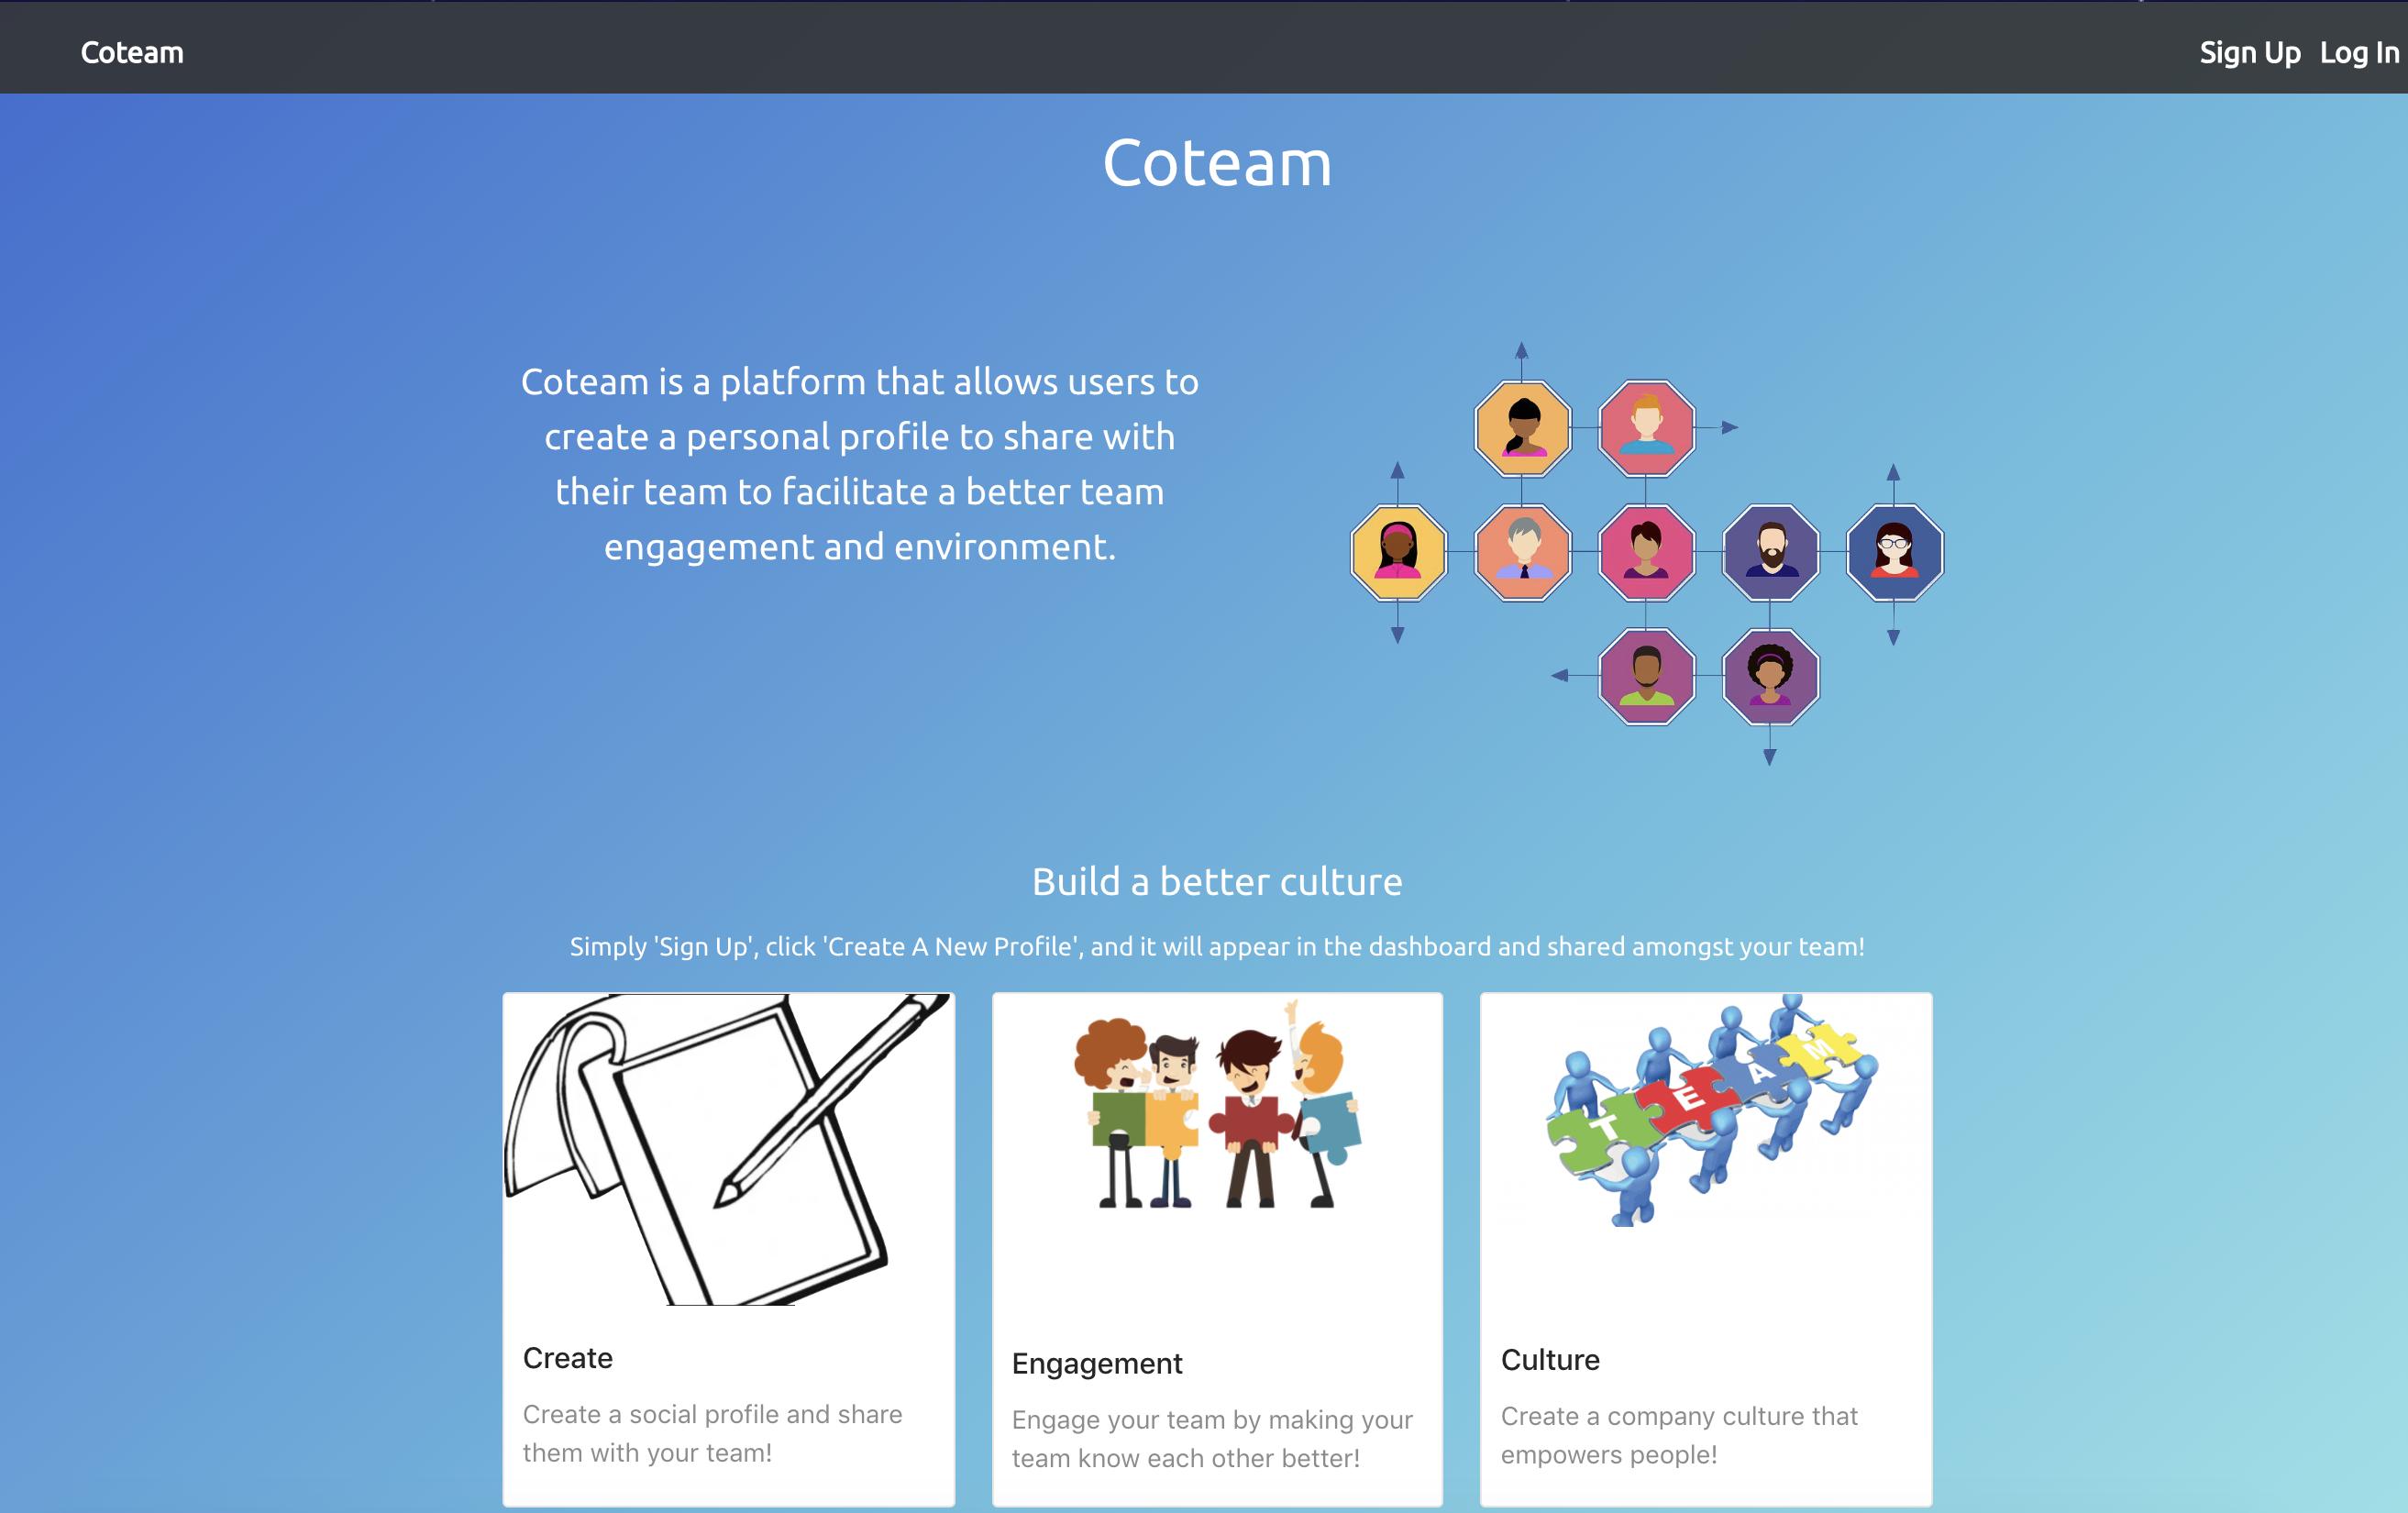 Coteam
Sign Up Log In
Coteam
Coteam is a platform that allows users to
create a personal profile to share with
their team to facilitate a better team
engagement and environment.
Build a better culture
Simply 'Sign Up', click 'Create A New Profile', and it will appear in the dashboard and shared amongst your team!
T E A M
Create
Create a social profile and share
them with your team!
Engagement
Engage your team by making your
team know each other better!
Culture
Create a company culture that
empowers people!